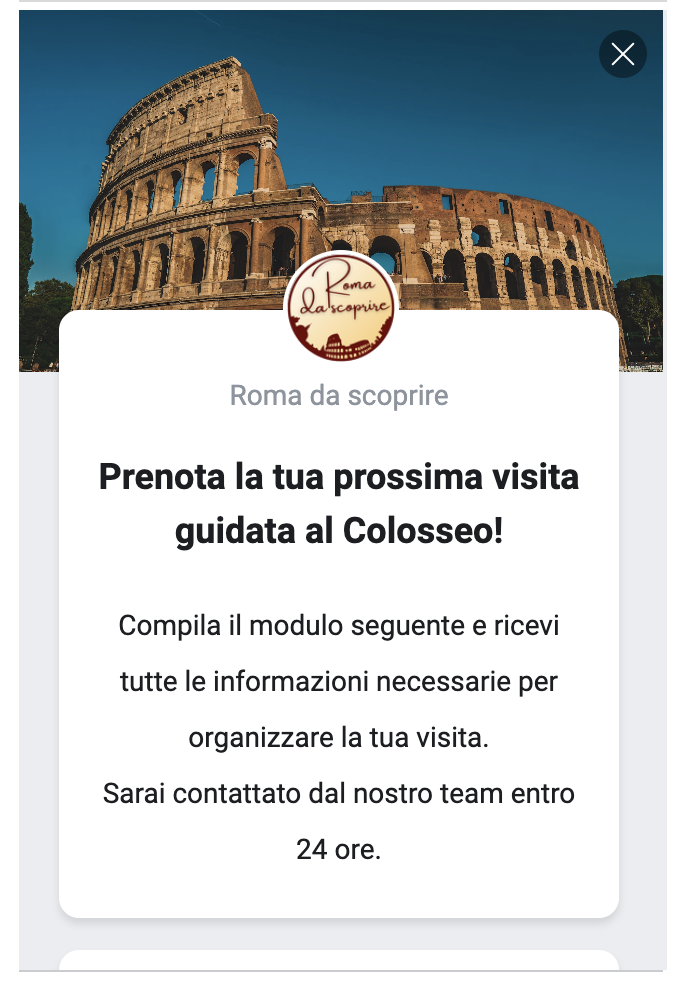 Roma
da scoprire
Roma da scoprire
Prenota la tua prossima visita
guidata al Colosseo!
Compila il modulo seguente e ricevi
tutte le informazioni necessarie per
organizzare la tua visita.
Sarai contattato dal nostro team entro
24 ore.